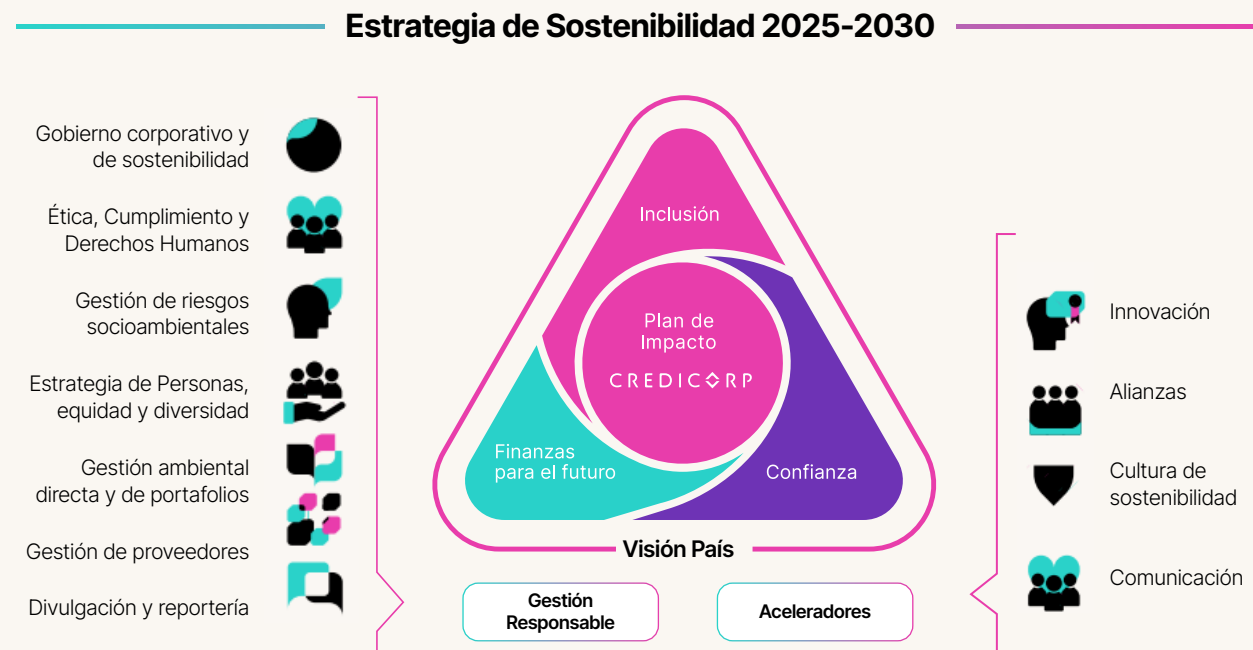 Estrategia de Sostenibilidad 2025-2030
Gobierno corporativo y
de sostenibilidad
Ética, Cumplimiento y
Derechos Humanos
Gestión de riesgos
socioambientales
Estrategia de Personas,
equidad y diversidad
Gestión ambiental
directa y de portafolios
Gestión de proveedores
Divulgación y reportería
Inclusión
Plan de
Impacto
CREDICORP
Finanzas
para el futuro
Confianza
Visión País
Gestión
Responsable
Aceleradores
Innovación
Alianzas
Cultura de
sostenibilidad
Comunicación